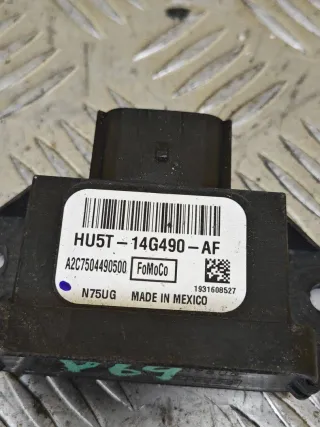 HU5T-14G490-AF
A2C7504490500 FoMoCo
1931608527
N75UG MADE IN MEXICO